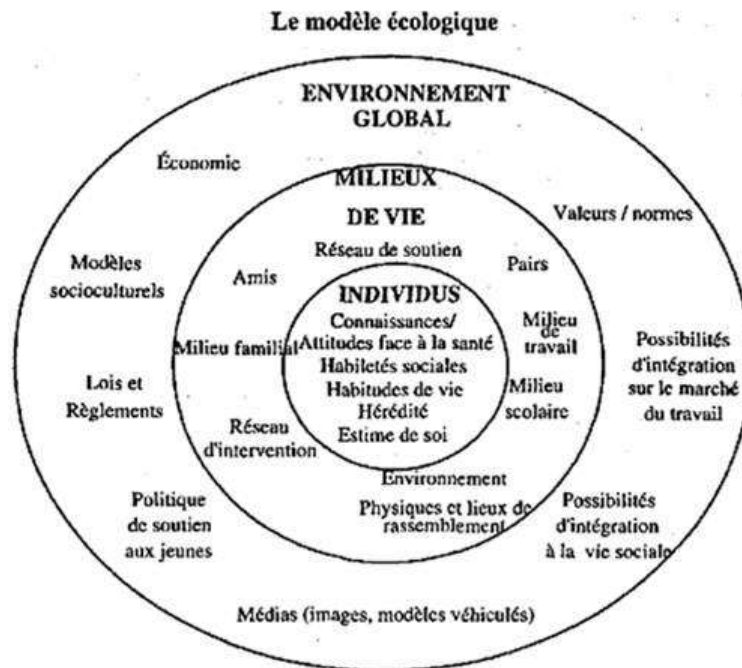 Le modèle écologique
ENVIRONNEMENT
GLOBAL
Économie
MILIEUX
DE VIE
Valeurs / normes
Réseau de soutien
Modèles
socioculturels
Amis
Pairs
INDIVIDUS
Connaissances/
Attitudes face à la santé
Habiletés sociales
Habitudes de vie
Hérédité
Estime de soi
Milieu familial
Milieu
de
travail
Possibilités
d'intégration
sur le marché
du travail
Lois et
Règlements
Milieu
scolaire
Réseau
d'intervention
Environnement
Physiques et lieux de
rassemblement
Politique
de soutien
aux jeunes
Possibilités
d'intégration
à la vie sociale
Médias (images, modèles véhiculés)